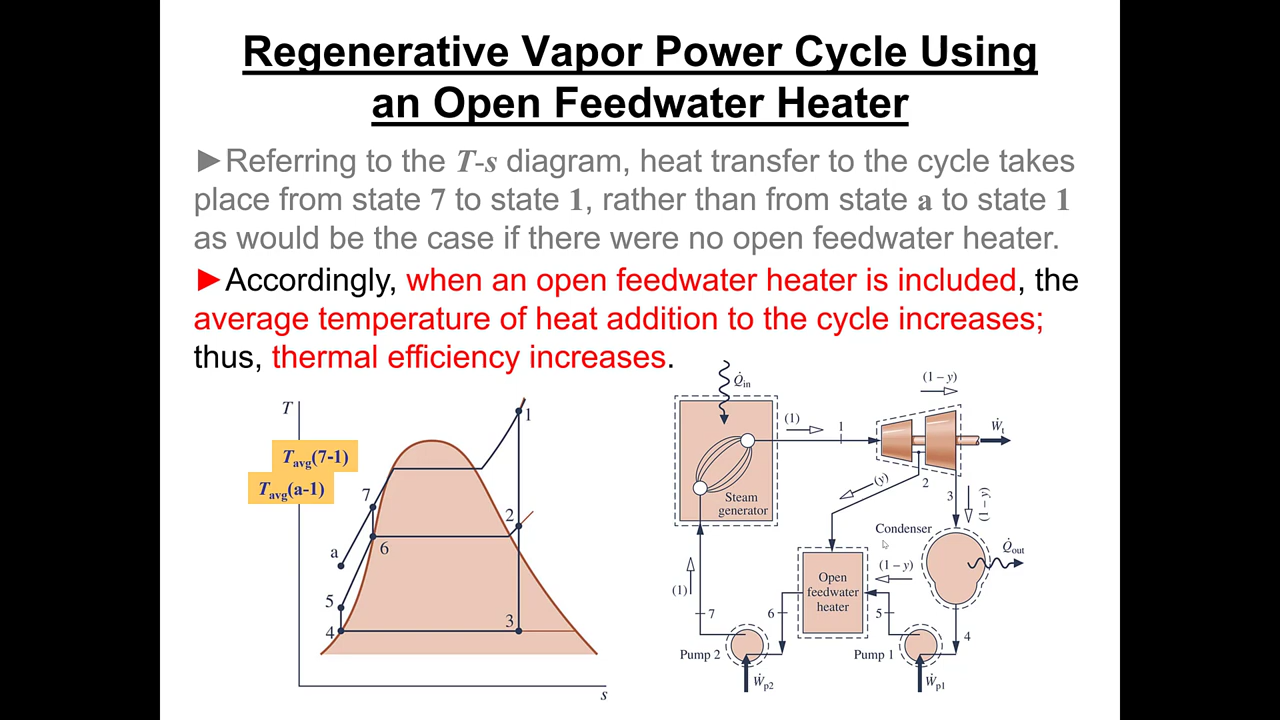 Regenerative Vapor Power Cycle Using
an Open Feedwater Heater
►Referring to the T-s diagram, heat transfer to the cycle takes
place from state 7 to state 1, rather than from state a to state 1
as would be the case if there were no open feedwater heater.
►Accordingly, when an open feedwater heater is included, the
average temperature of heat addition to the cycle increases;
thus, thermal efficiency increases.
T
Tavg(7-1)
Tavg(a-1)
1
7
2
6
a
5
4
3
s
Q̇in
(1 – y)
(1)
1
Ẇt
(y)
2
3
(1 – y)
Steam
generator
Condenser
Q̇out
(1 – y)
Open
feedwater
heater
(1)
7
6
5
4
Pump 2
Pump 1
Ẇp2
Ẇp1